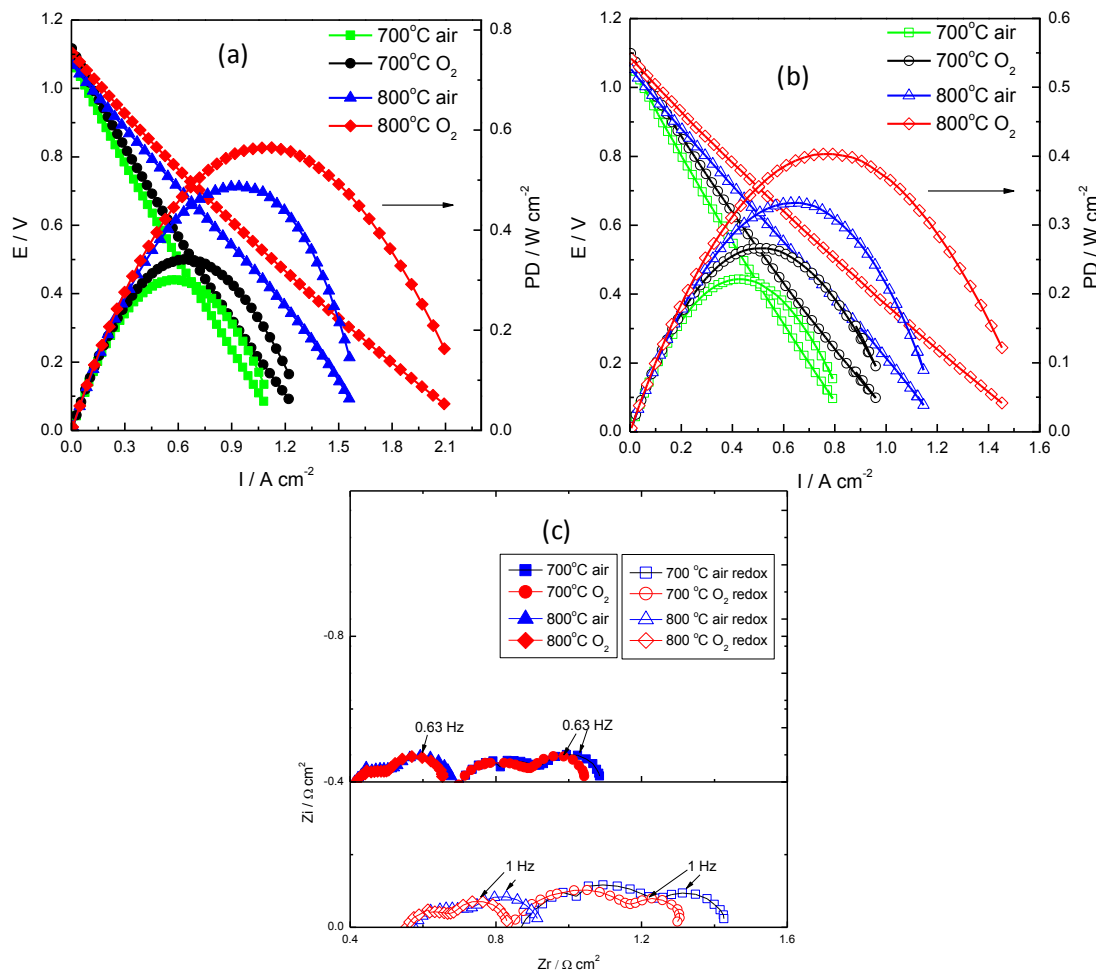 (a)
700°C air
700°C O₂
800°C air
800°C O₂
E / V
1.2
1.0
0.8
0.6
0.4
0.2
0.0
0.8
0.6
0.4
0.2
0.0
PD / W cm⁻²
0.0 0.3 0.6 0.9 1.2 1.5 1.8 2.1
I / A cm⁻²
(b)
700°C air
700°C O₂
800°C air
800°C O₂
E / V
1.2
1.0
0.8
0.6
0.4
0.2
0.0
0.6
0.5
0.4
0.3
0.2
0.1
0.0
PD / W cm⁻²
0.0 0.2 0.4 0.6 0.8 1.0 1.2 1.4 1.6
I / A cm⁻²
(c)
700°C air
700°C O₂
800°C air
800°C O₂
700 °C air redox
700 °C O₂ redox
800 °C air redox
800 °C O₂ redox
-0.8
0.63 Hz
0.63 HZ
-0.4
Zi / Ω cm²
1 Hz
1 Hz
0.0
0.4 0.8 1.2 1.6
Zr / Ω cm²